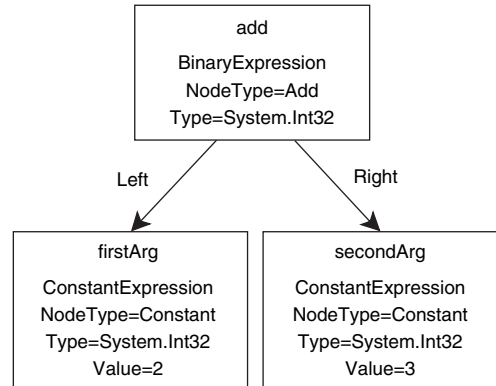 add
BinaryExpression
NodeType=Add
Type=System.Int32
Left
Right
firstArg
ConstantExpression
NodeType=Constant
Type=System.Int32
Value=2
secondArg
ConstantExpression
NodeType=Constant
Type=System.Int32
Value=3